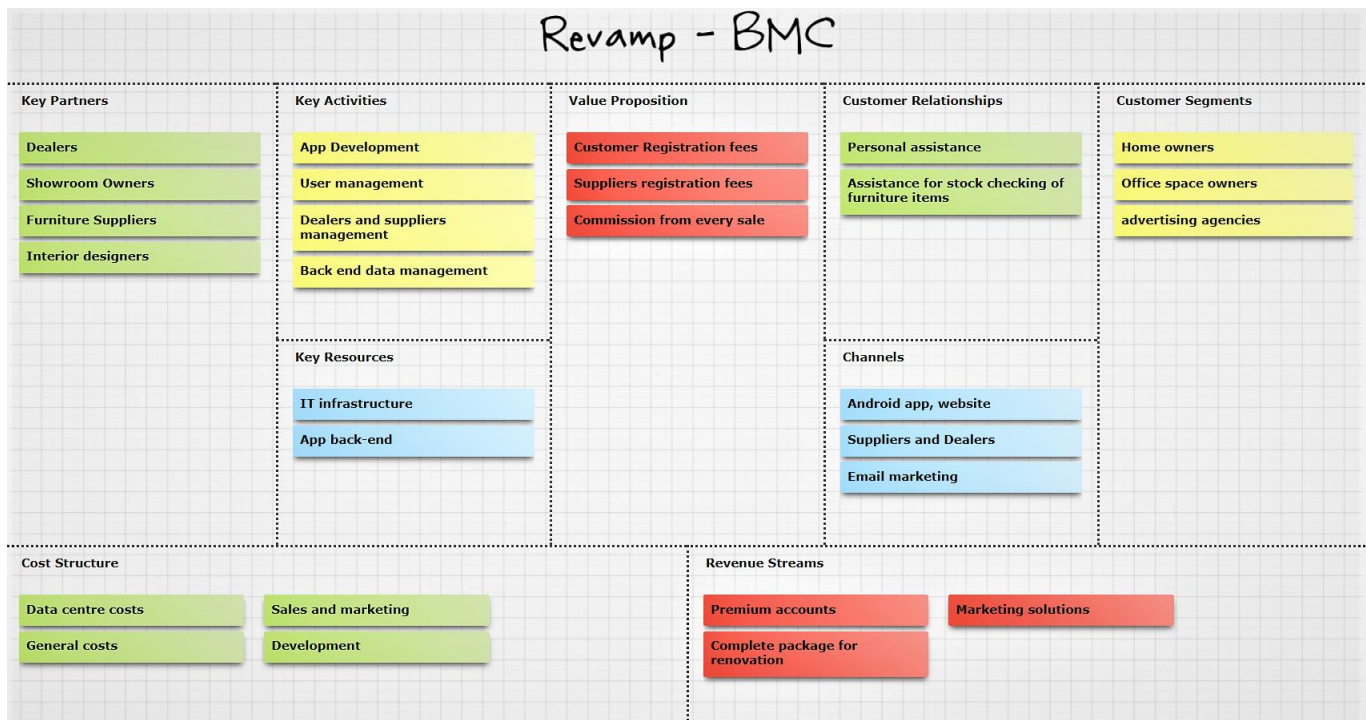 Revamp - BMC
Key Partners
Dealers
Showroom Owners
Furniture Suppliers
Interior designers
Key Activities
App Development
User management
Dealers and suppliers
management
Back end data management
Key Resources
IT infrastructure
App back-end
Value Proposition
Customer Registration fees
Suppliers registration fees
Commission from every sale
Customer Relationships
Personal assistance
Assistance for stock checking of
furniture items
Channels
Android app, website
Suppliers and Dealers
Email marketing
Customer Segments
Home owners
Office space owners
advertising agencies
Cost Structure
Data centre costs
General costs
Sales and marketing
Development
Revenue Streams
Premium accounts
Complete package for
renovation
Marketing solutions